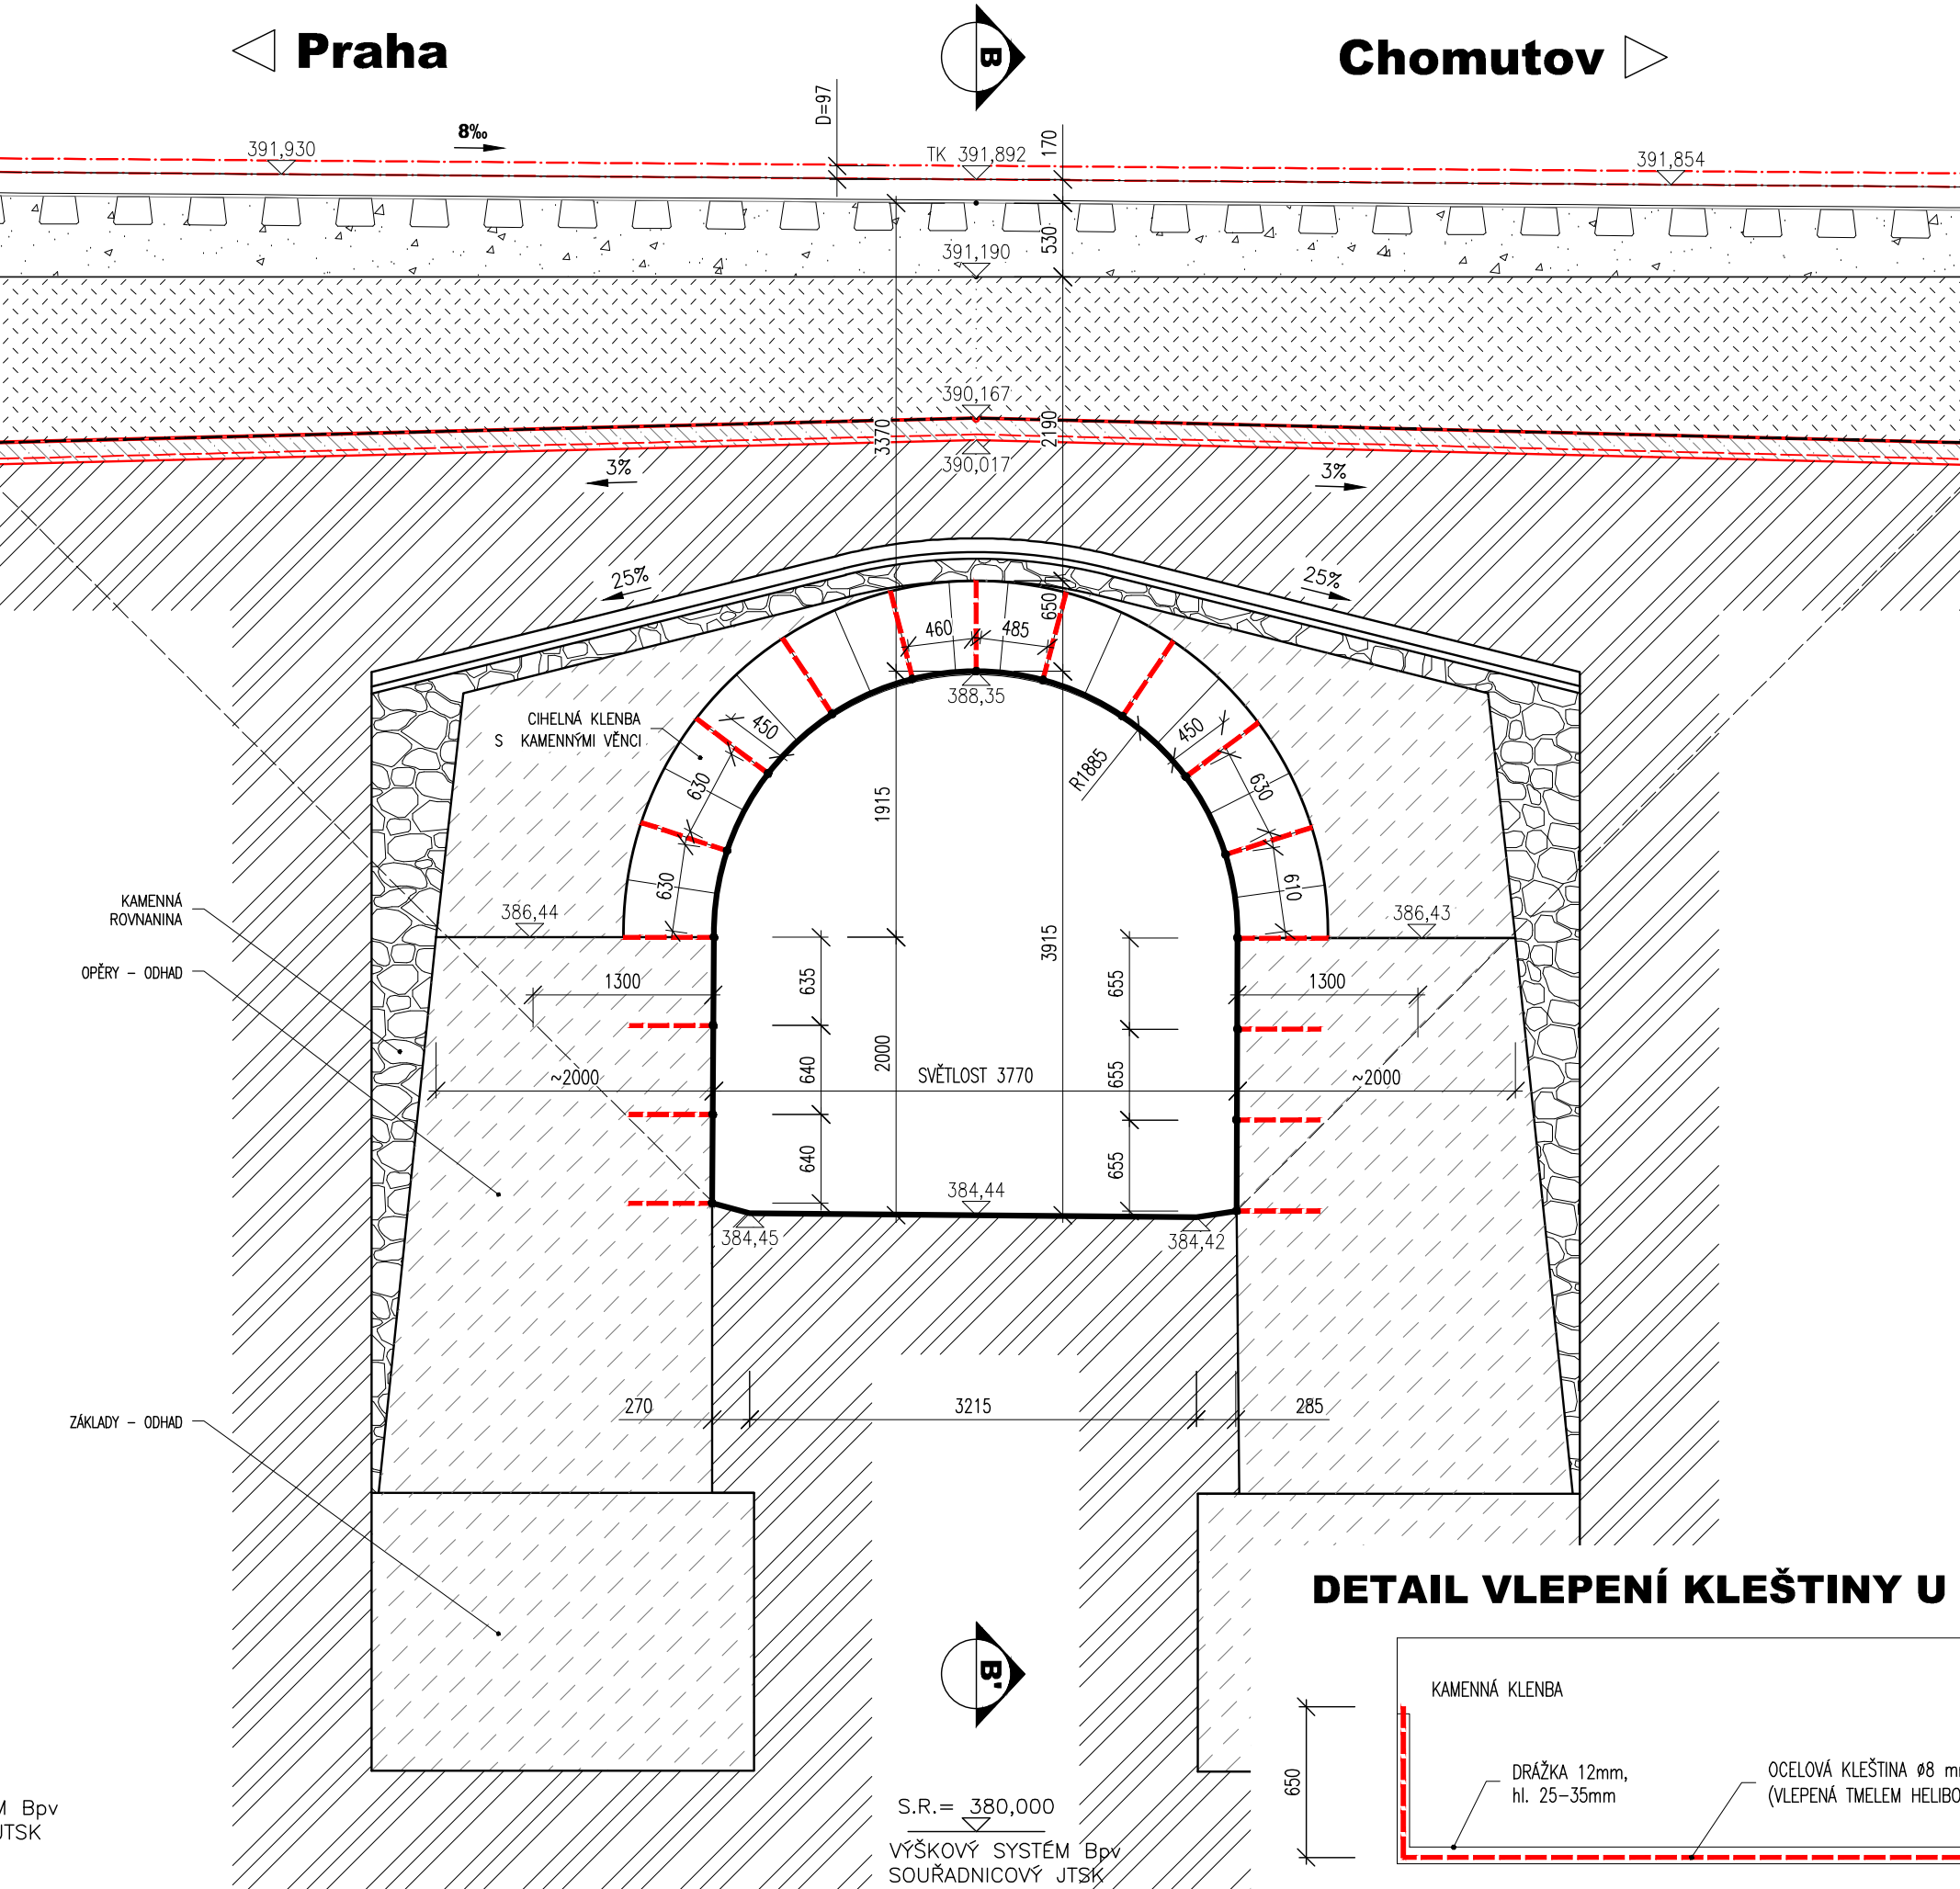 Praha
B
Chomutov
D=97
170
8‰
391,930
TK 391,892
391,854
530
391,190
390,167
3370
2190
390,017
3%
3%
25%
25%
650
460
485
388,35
CIHELNÁ KLENBA
S KAMENNÝMI VĚNCI
450
450
R1885
630
630
1915
630
610
KAMENNÁ
ROVNANINA
386,44
386,43
3915
OPĚRY – ODHAD
1300
635
655
1300
2000
~2000
640
SVĚTLOST 3770
655
~2000
640
655
384,44
384,45
384,42
270
3215
285
ZÁKLADY – ODHAD
DETAIL VLEPENÍ KLEŠTINY U
B'
KAMENNÁ KLENBA
650
DRÁŽKA 12mm,
hl. 25–35mm
OCELOVÁ KLEŠTINA ø8
(VLEPENÁ TMELEM
S.R.= 380,000
VÝŠKOVÝ SYSTÉM Bpv
SOUŘADNICOVÝ JTSK
Bpv